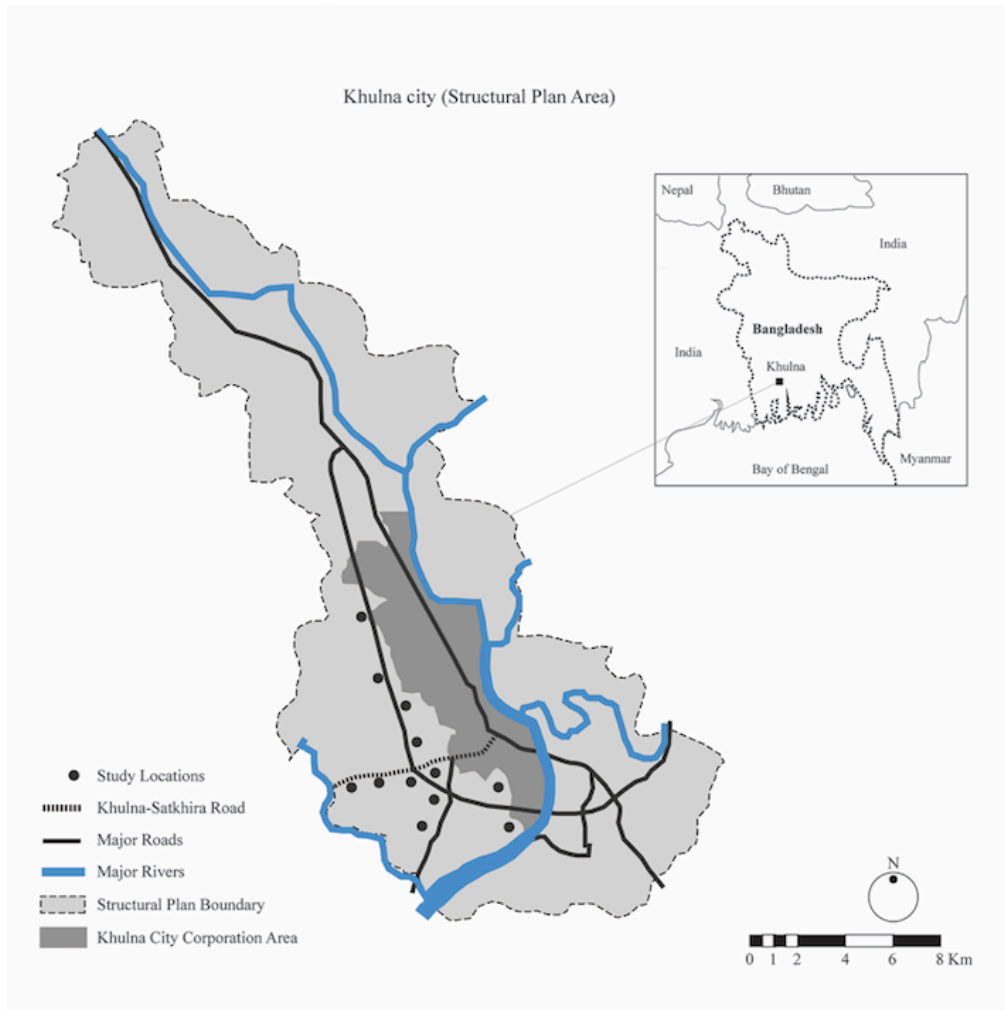 Khulna city (Structural Plan Area)
Nepal
Bhutan
India
Bangladesh
India
Khulna
Myanmar
Bay of Bengal
Study Locations
Khulna-Satkhira Road
Major Roads
Major Rivers
Structural Plan Boundary
Khulna City Corporation Area
N
0 1 2 4 6 8 Km